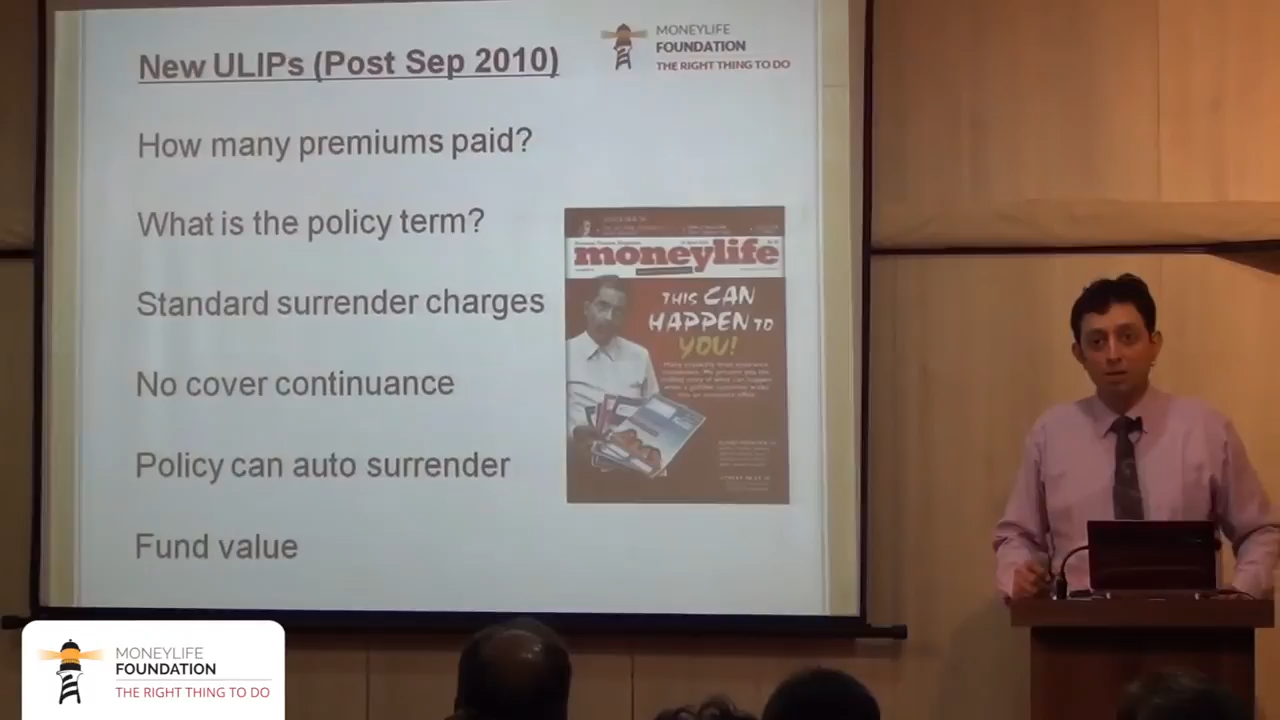 New ULIPs (Post Sep 2010)
MONEYLIFE
FOUNDATION
THE RIGHT THING TO DO
How many premiums paid?
What is the policy term?
Standard surrender charges
No cover continuance
Policy can auto surrender
Fund value
moneylife
THIS CAN
HAPPEN TO
YOU!
MONEYLIFE
FOUNDATION
THE RIGHT THING TO DO